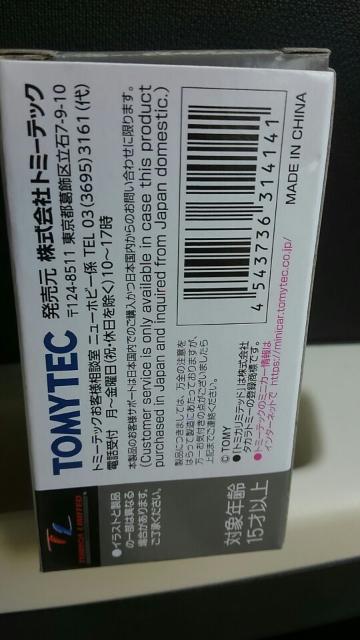 TOMYTEC 発売元 株式会社トミーテック
〒124-8511 東京都葛飾区立石7-9-10
トミーテックお客様相談室 ニューホビー係 TEL 03(3695)3161(代)
電話受付 月~金曜日(祝・休日を除く)10~17時
本製品のお客様サポートは日本国内でのご購入かつ日本国内からのお問い合わせに限ります。
(Customer service is only available in case this product
purchased in Japan and inquired from Japan domestic.)
製品につきましては、万全の注意を
はらって製造にあたっておりますが、
万一お気付きの点がございましたら
上記までご連絡ください。
4 543736 314141
MADE IN CHINA
© TOMY
●「トミカリミテッド」は株式会社
タカラトミーの登録商標です。
●トミーテックのミニカー情報は
インターネットで https://minicar.tomytec.co.jp/
TL
TOMICA LIMITED
●イラストと製品
の一部は異なる
場合があります。
ご了承ください。
対象年齢
15才以上